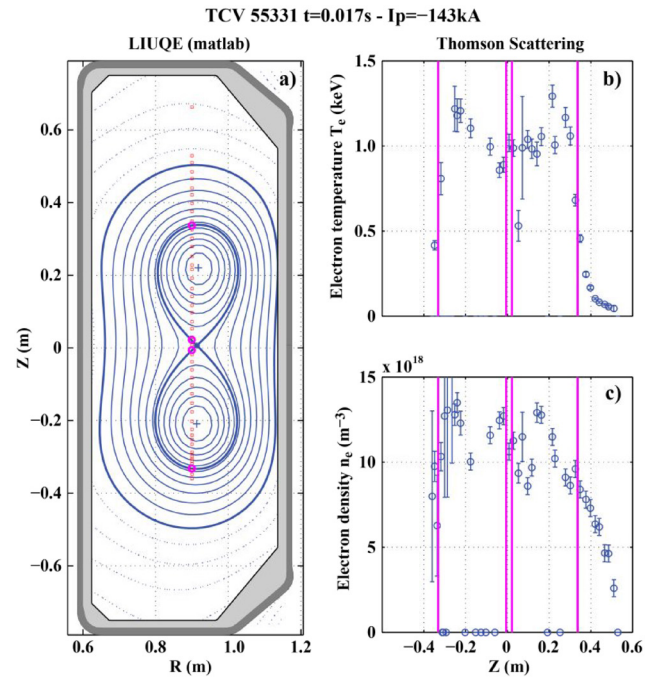 TCV 55331 t=0.017s - Ip=−143kA
LIUQE (matlab)
a)
0.6
0.4
0.2
0
−0.2
−0.4
−0.6
Z (m)
0.6
0.8
1.0
1.2
R (m)
Thomson Scattering
b)
1.5
1.0
0.5
0
Electron temperature Te (keV)
x 10^18
c)
15
10
5
0
Electron density ne (m−3)
−0.4
−0.2
0
0.2
0.4
0.6
Z (m)